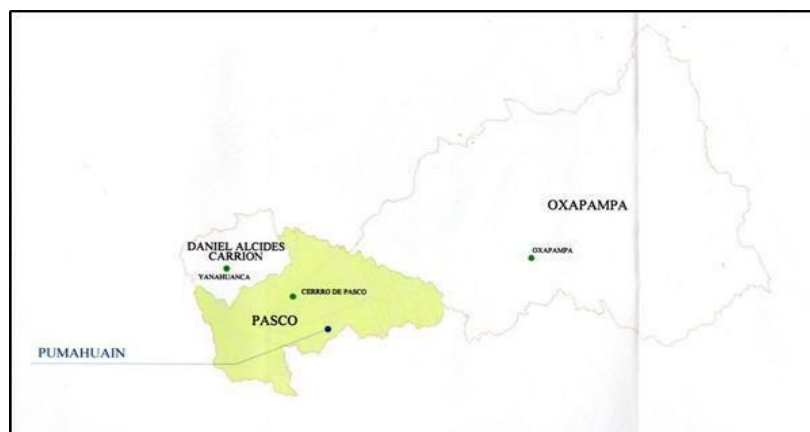 OXAPAMPA
DANIEL ALCIDES
CARRION
YANAHUANCA
OXAPAMPA
CERRRO DE PASCO
PASCO
PUMAHUAIN